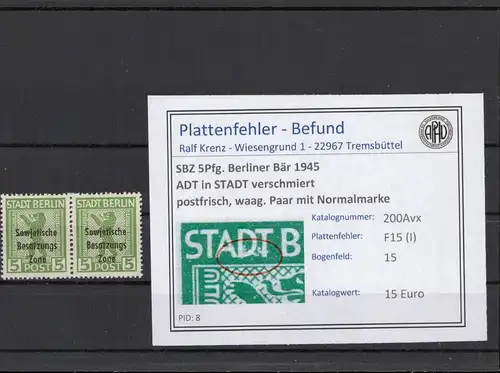 STADT BERLIN STADT BERLIN
Sowjetische Sowjetische
Besatzungs Besatzungs
Zone Zone
5 POST 5 5 POST 5
Plattenfehler - Befund
Ralf Krenz - Wiesengrund 1 - 22967 Tremsbüttel
SBZ 5Pfg. Berliner Bär 1945
ADT in STADT verschmiert
postfrisch, waag. Paar mit Normalmarke
Katalognummer: 200Avx
Plattenfehler: F15 (I)
Bogenfeld: 15
Katalogwert: 15 Euro
STADT B
PID: 8